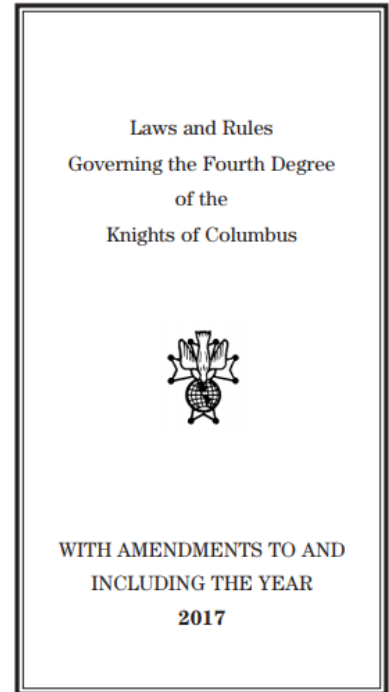 Laws and Rules
Governing the Fourth Degree
of the
Knights of Columbus
WITH AMENDMENTS TO AND
INCLUDING THE YEAR
2017